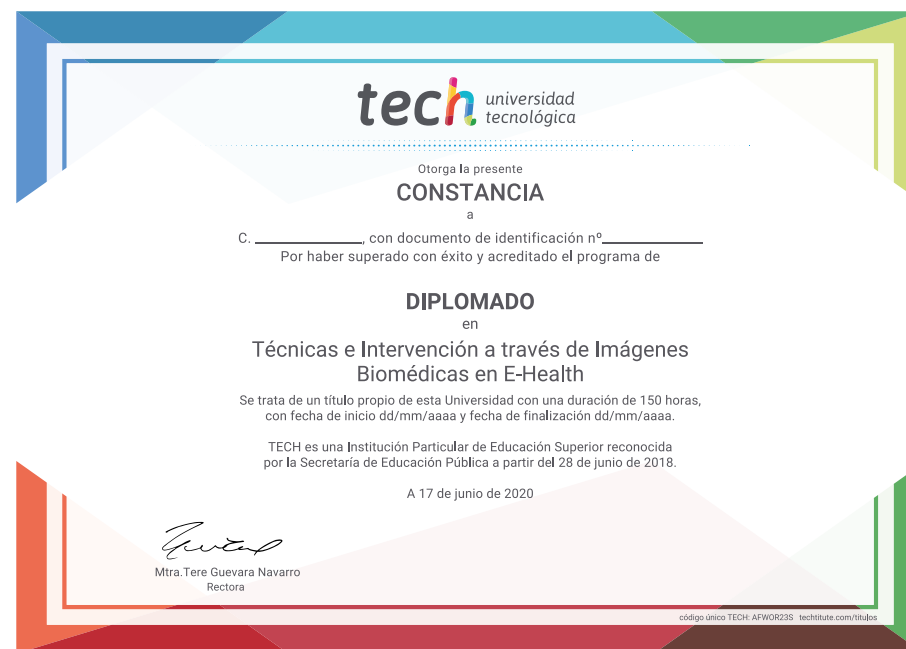 tech universidad
tecnológica
Otorga la presente
CONSTANCIA
a
C. ________________, con documento de identificación nº_______________
Por haber superado con éxito y acreditado el programa de
DIPLOMADO
en
Técnicas e Intervención a través de Imágenes
Biomédicas en E-Health
Se trata de un título propio de esta Universidad con una duración de 150 horas,
con fecha de inicio dd/mm/aaaa y fecha de finalización dd/mm/aaaa.
TECH es una Institución Particular de Educación Superior reconocida
por la Secretaría de Educación Pública a partir del 28 de junio de 2018.
A 17 de junio de 2020
Mtra.Tere Guevara Navarro
Rectora
código único TECH: AFWOR23S techtitute.com/titulos